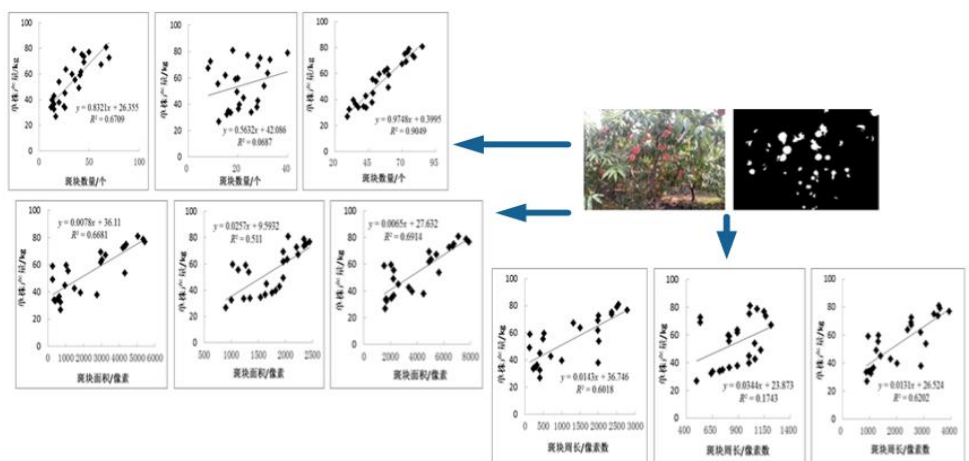 100
80
60
40
20
0
单株产量/kg
y = 0.8321x + 26.355
R² = 0.6709
0 50 100
斑块数量/个
100
80
60
40
20
0
单株产量/kg
y = 0.5632x + 42.086
R² = 0.0687
0 20 40
斑块数量/个
100
80
60
40
20
0
单株产量/kg
y = 0.9748x + 0.3995
R² = 0.9049
20 45 70 95
斑块数量/个
100
80
60
40
20
0
单株产量/kg
y = 0.0078x + 36.11
R² = 0.6681
0 1000 2000 3000 4000 5000 6000
斑块面积/像素
100
80
60
40
20
0
单株产量/kg
y = 0.0257x + 9.5932
R² = 0.511
500 1000 1500 2000 2500
斑块面积/像素
100
80
60
40
20
0
单株产量/kg
y = 0.0065x + 27.632
R² = 0.6914
0 2000 4000 6000 8000
斑块面积/像素
100
80
60
40
20
0
单株产量/kg
y = 0.0143x + 36.746
R² = 0.6018
0 500 1000 1500 2000 2500 3000
斑块周长/像素数
100
80
60
40
20
0
单株产量/kg
y = 0.0344x + 23.873
R² = 0.1743
400 650 900 1150 1400
斑块周长/像素数
100
80
60
40
20
0
单株产量/kg
y = 0.0131x + 26.524
R² = 0.6202
0 1000 2000 3000 4000
斑块周长/像素数